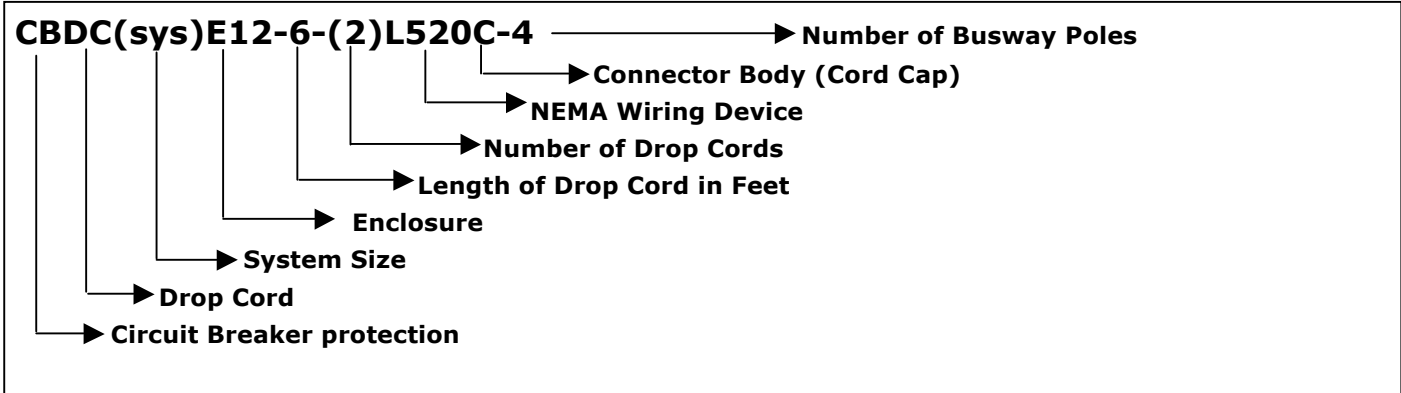 CBDC(sys)E12-6-(2)L520C-4
Number of Busway Poles
Connector Body (Cord Cap)
NEMA Wiring Device
Number of Drop Cords
Length of Drop Cord in Feet
Enclosure
System Size
Drop Cord
Circuit Breaker protection